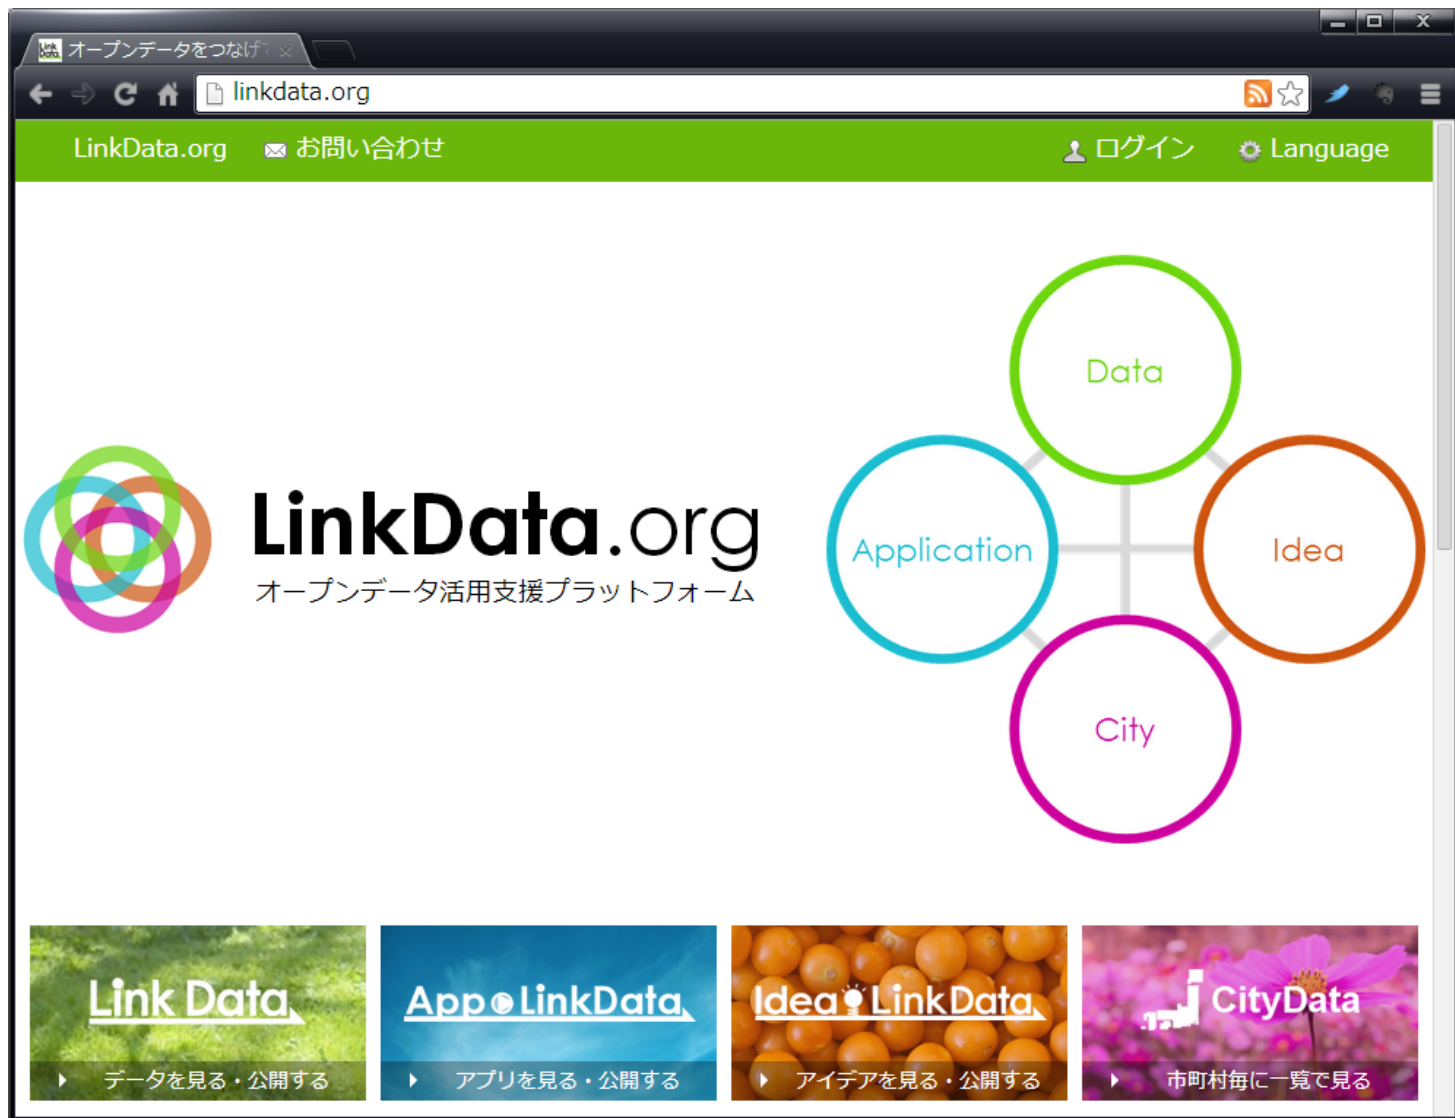 オープンデータをつなげて
linkdata.org
LinkData.org お問い合わせ ログイン Language
Data
Application
Idea
City
LinkData.org
オープンデータ活用支援プラットフォーム
Link Data
データを見る・公開する
App LinkData
アプリを見る・公開する
Idea LinkData
アイデアを見る・公開する
CityData
市町村毎に一覧で見る